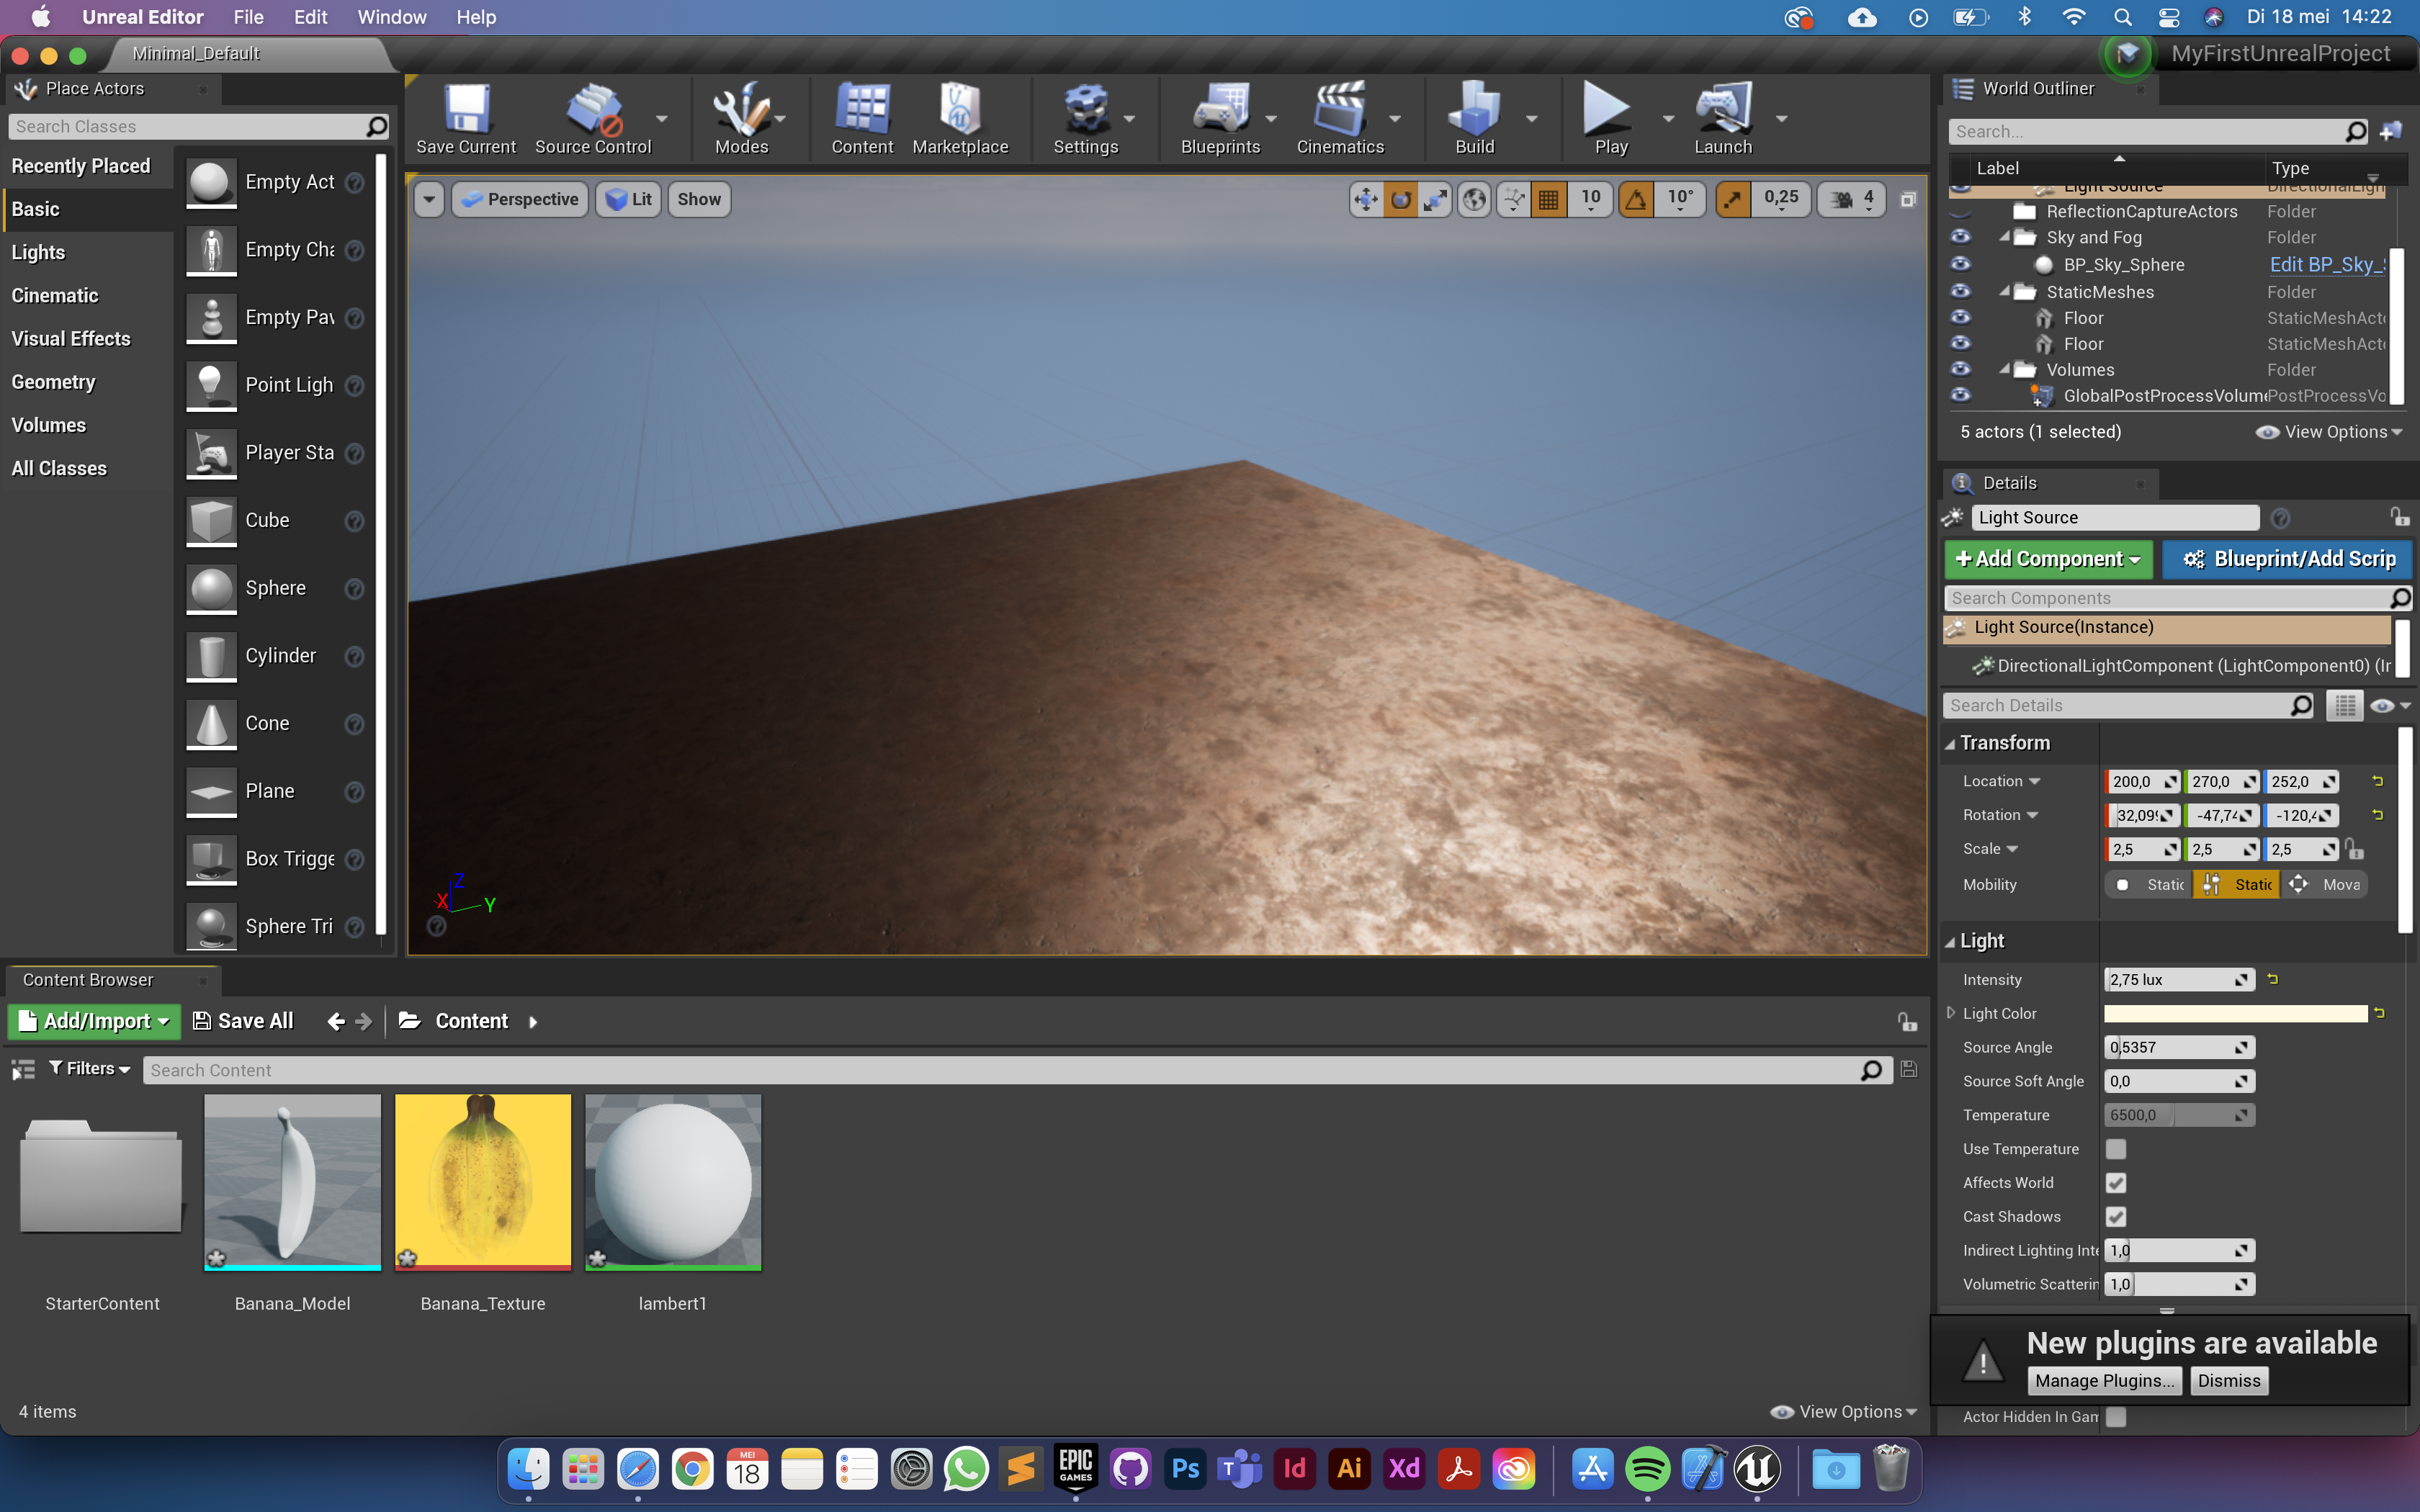 Unreal Editor File Edit Window Help
Di 18 mei 14:22
Minimal_Default
MyFirstUnrealProject
Place Actors
Search Classes
Recently Placed
Basic
Lights
Cinematic
Visual Effects
Geometry
Volumes
All Classes
Empty Act
Empty Cha
Empty Pav
Point Ligh
Player Sta
Cube
Sphere
Cylinder
Cone
Plane
Box Trigge
Sphere Tri
Save Current
Source Control
Modes
Content
Marketplace
Settings
Blueprints
Cinematics
Build
Play
Launch
Perspective
Lit
Show
10
10°
0,25
4
Z
X
Y
World Outliner
Search...
Label
Type
Light Source DirectionalLigh
ReflectionCaptureActors Folder
Sky and Fog Folder
BP_Sky_Sphere Edit BP_Sky_S
StaticMeshes Folder
Floor StaticMeshActo
Floor StaticMeshActo
Volumes Folder
GlobalPostProcessVolume PostProcessVo
5 actors (1 selected)
View Options
Details
Light Source
+ Add Component
Blueprint/Add Scrip
Search Components
Light Source(Instance)
DirectionalLightComponent (LightComponent0) (Ir
Search Details
Transform
Location 200,0 270,0 252,0
Rotation 32,099 -47,74 -120,4
Scale 2,5 2,5 2,5
Mobility Static Static Mova
Light
Intensity 2,75 lux
Light Color
Source Angle 0,5357
Source Soft Angle 0,0
Temperature 6500,0
Use Temperature
Affects World
Cast Shadows
Indirect Lighting Inte 1,0
Volumetric Scatterin 1,0
New plugins are available
Manage Plugins...
Dismiss
Actor Hidden In Gam
Content Browser
Add/Import
Save All
Content
Filters
Search Content
StarterContent
Banana_Model
Banana_Texture
lambert1
4 items
View Options
MEI
18
EPIC
GAMES
Ps
T
Id
Ai
Xd